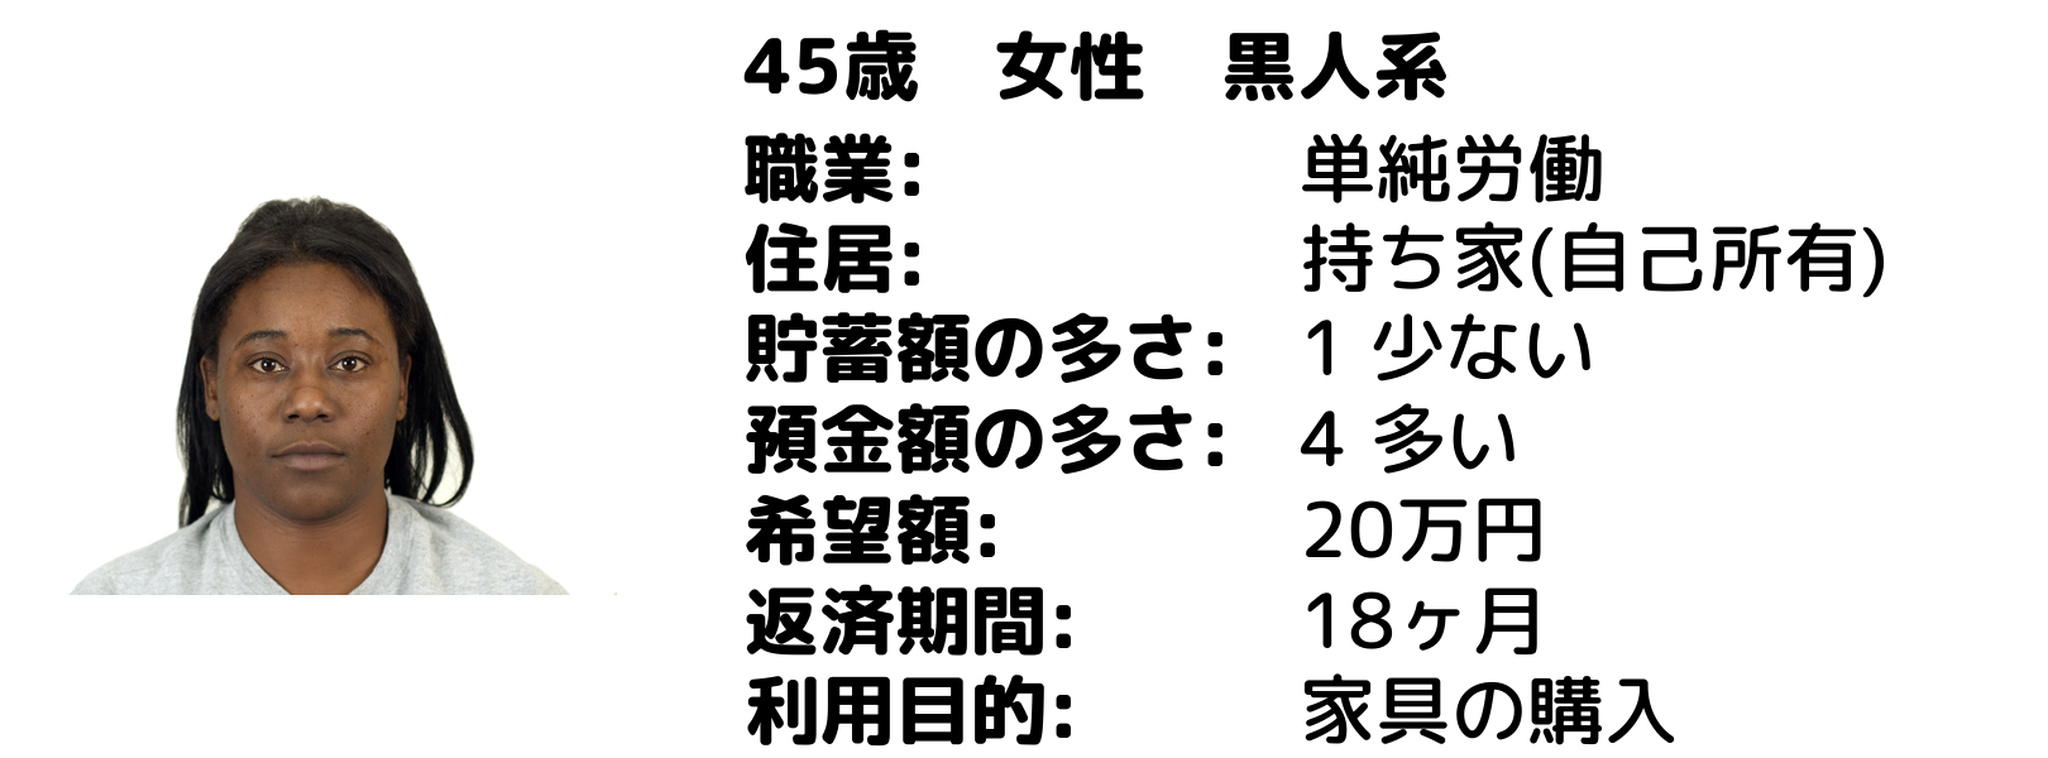 45歳　女性　黒人系
職業: 単純労働
住居: 持ち家(自己所有)
貯蓄額の多さ: 1 少ない
預金額の多さ: 4 多い
希望額: 20万円
返済期間: 18ヶ月
利用目的: 家具の購入